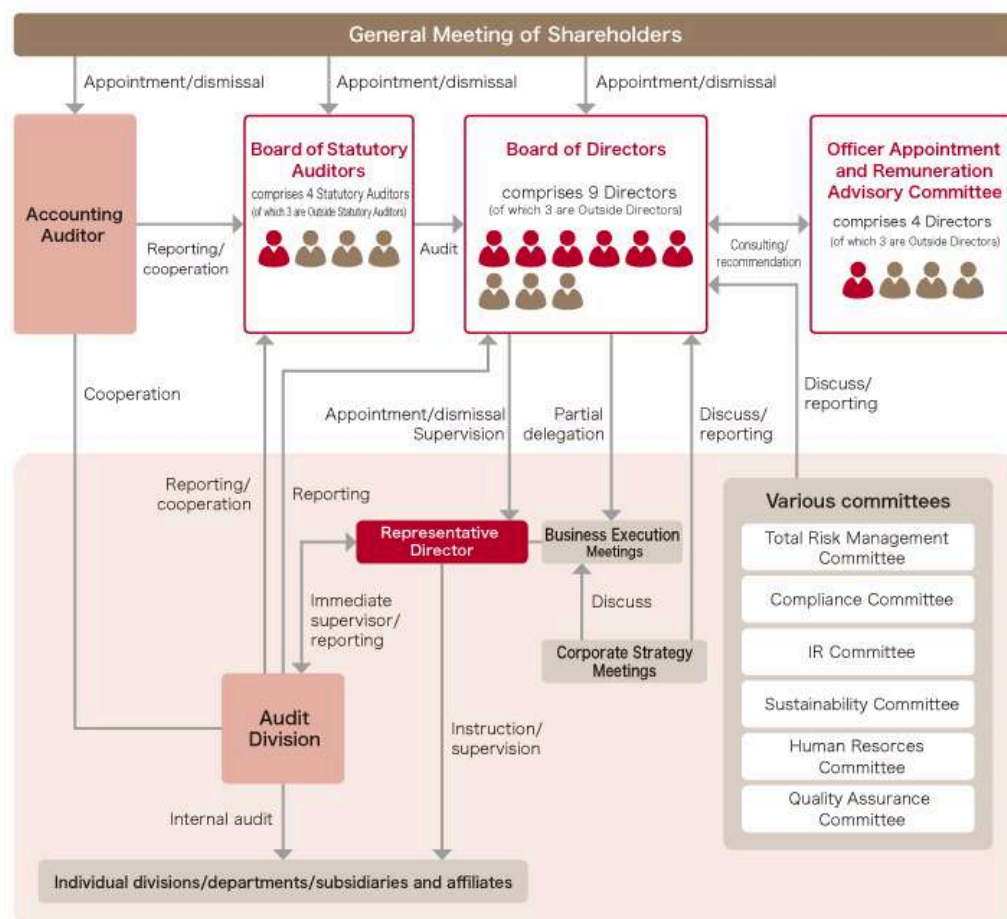 General Meeting of Shareholders
Appointment/dismissal
Appointment/dismissal
Appointment/dismissal
Accounting
Auditor
Reporting/
cooperation
Board of Statutory
Auditors
comprises 4 Statutory Auditors
(of which 3 are Outside Statutory Auditors)
Audit
Board of Directors
comprises 9 Directors
(of which 3 are Outside Directors)
Consulting/
recommendation
Officer Appointment
and Remuneration
Advisory Committee
comprises 4 Directors
(of which 3 are Outside Directors)
Cooperation
Appointment/dismissal
Supervision
Partial
delegation
Discuss/
reporting
Discuss/
reporting
Reporting/
cooperation
Reporting
Representative
Director
Business Execution
Meetings
Immediate
supervisor/
reporting
Discuss
Corporate Strategy
Meetings
Audit
Division
Instruction/
supervision
Internal audit
Individual divisions/departments/subsidiaries and affiliates
Various committees
Total Risk Management
Committee
Compliance Committee
IR Committee
Sustainability Committee
Human Resorces
Committee
Quality Assurance
Committee